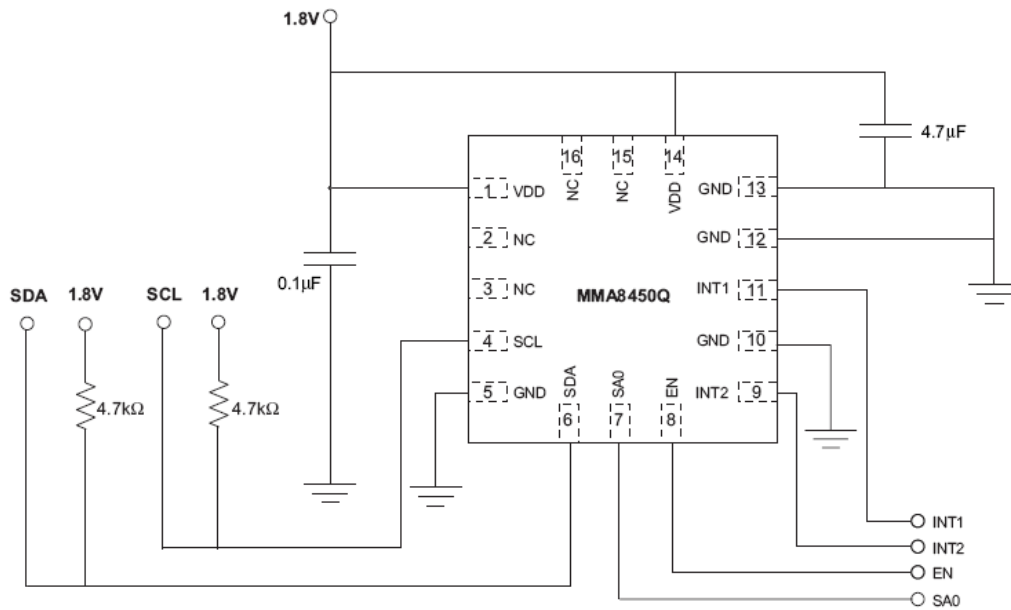 1.8V
4.7µF
16 15 14
NC NC VDD
1 VDD
GND 13
2 NC
GND 12
0.1µF
3 NC
MMA8450Q
INT1 11
SDA 1.8V SCL 1.8V
4 SCL
GND 10
5 GND
SDA SA0 EN
INT2 9
6 7 8
4.7kΩ 4.7kΩ
INT1
INT2
EN
SA0